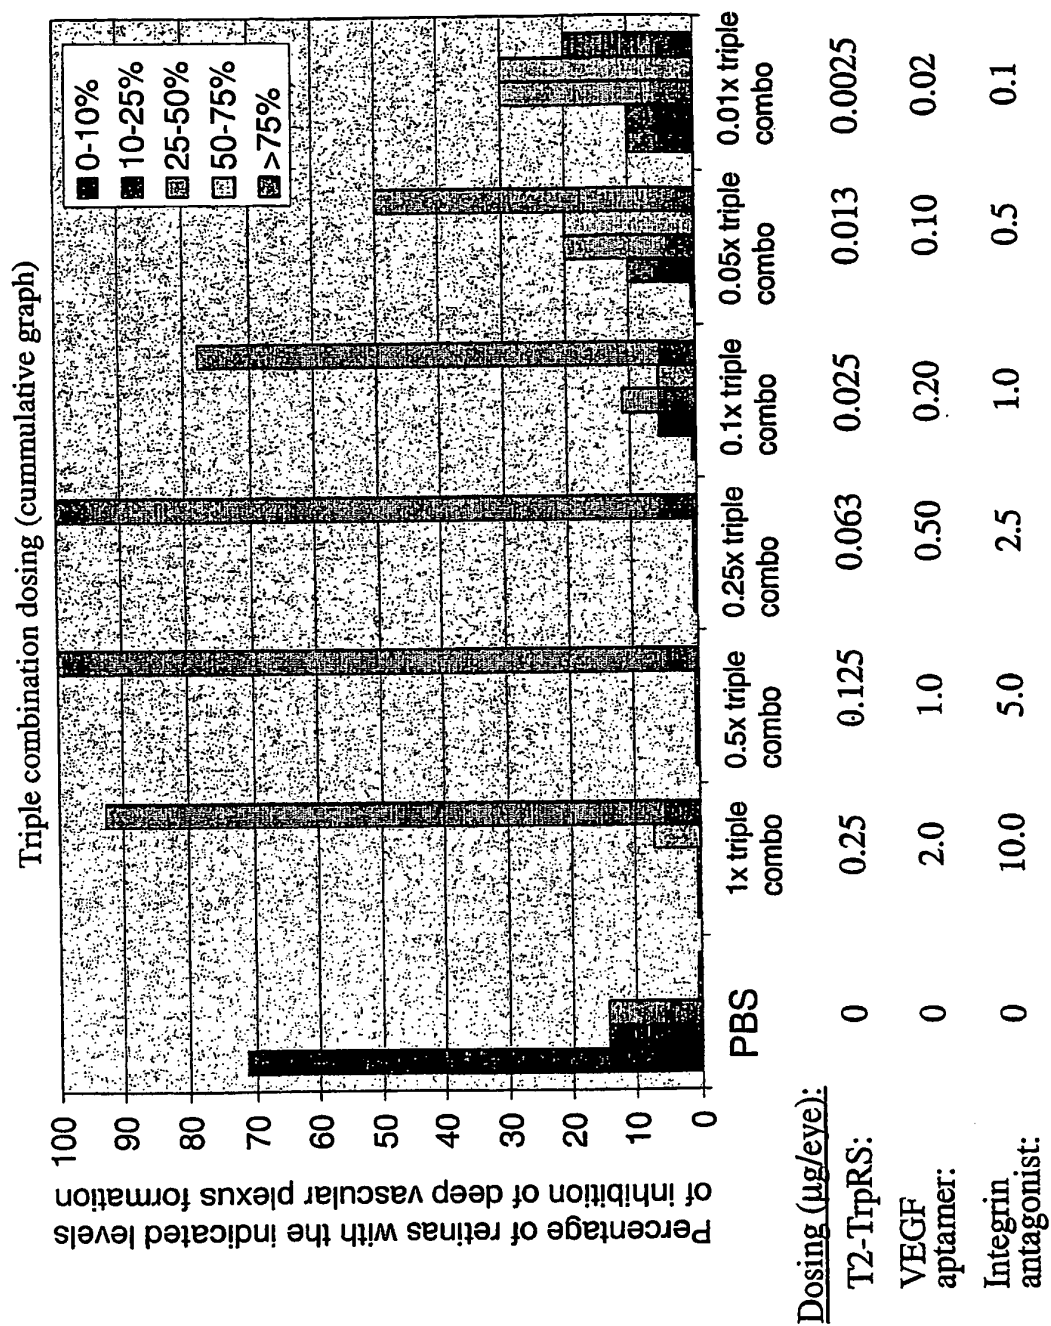 Triple combination dosing (cummulative graph)
Percentage of retinas with the indicated levels
of inhibition of deep vascular plexus formation
100
90
80
70
60
50
40
30
20
10
0
0-10%
10-25%
25-50%
50-75%
>75%
PBS
1x triple
combo
0.5x triple
combo
0.25x triple
combo
0.1x triple
combo
0.05x triple
combo
0.01x triple
combo
Dosing (µg/eye):
T2-TrpRS: 0 0.25 0.125 0.063 0.025 0.013 0.0025
VEGF
aptamer: 0 2.0 1.0 0.50 0.20 0.10 0.02
Integrin
antagonist: 0 10.0 5.0 2.5 1.0 0.5 0.1